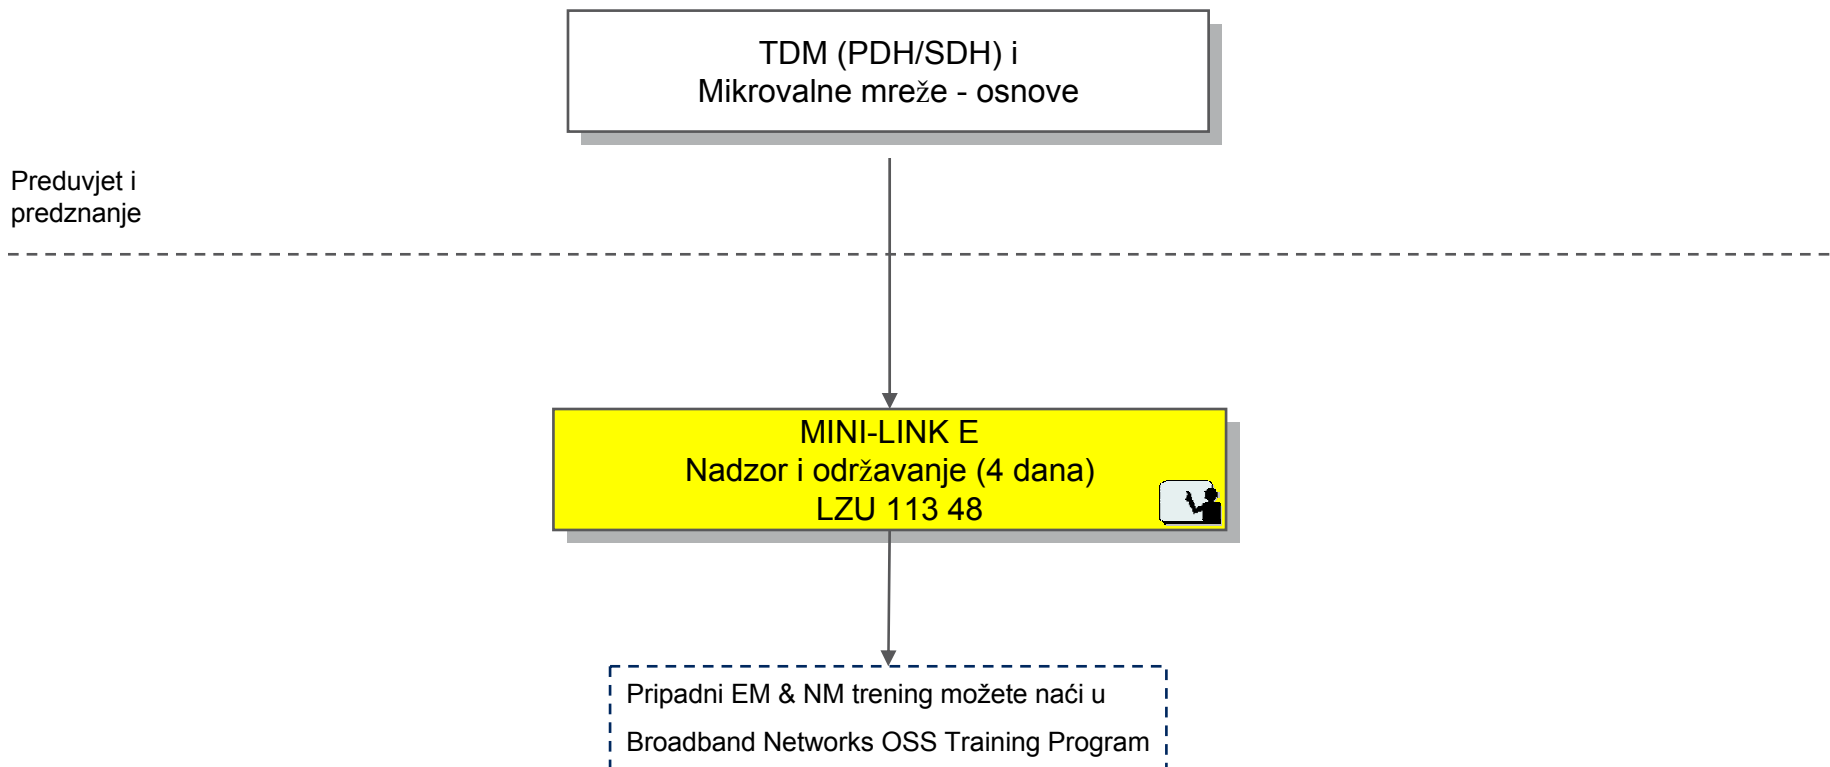 TDM (PDH/SDH) i
Mikrovalne mreže - osnove
Preduvjet i
predznanje
MINI-LINK E
Nadzor i održavanje (4 dana)
LZU 113 48
Pripadni EM & NM trening možete naći u
Broadband Networks OSS Training Program